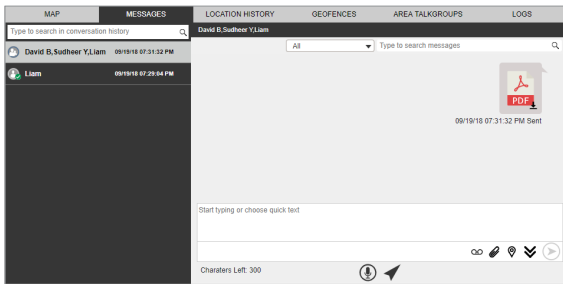 MAP MESSAGES LOCATION HISTORY GEOFENCES AREA TALKGROUPS LOGS
Type to search in conversation history
David B,Sudheer Y,Liam 09/19/18 07:31:32 PM
Liam 09/19/18 07:29:04 PM
David B,Sudheer Y,Liam
All Type to search messages
PDF
09/19/18 07:31:32 PM Sent
Start typing or choose quick text
Charaters Left: 300